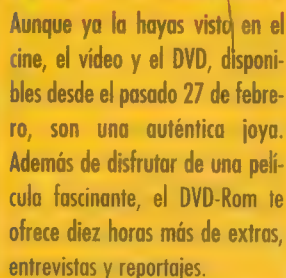 Aunque ya la hayas visto en el
cine, el vídeo y el DVD, disponi-
bles desde el pasado 27 de febre-
ro, son una auténtica joya.
Además de disfrutar de una pelí-
cula fascinante, el DVD-Rom te
ofrece diez horas más de extras,
entrevistas y reportajes.